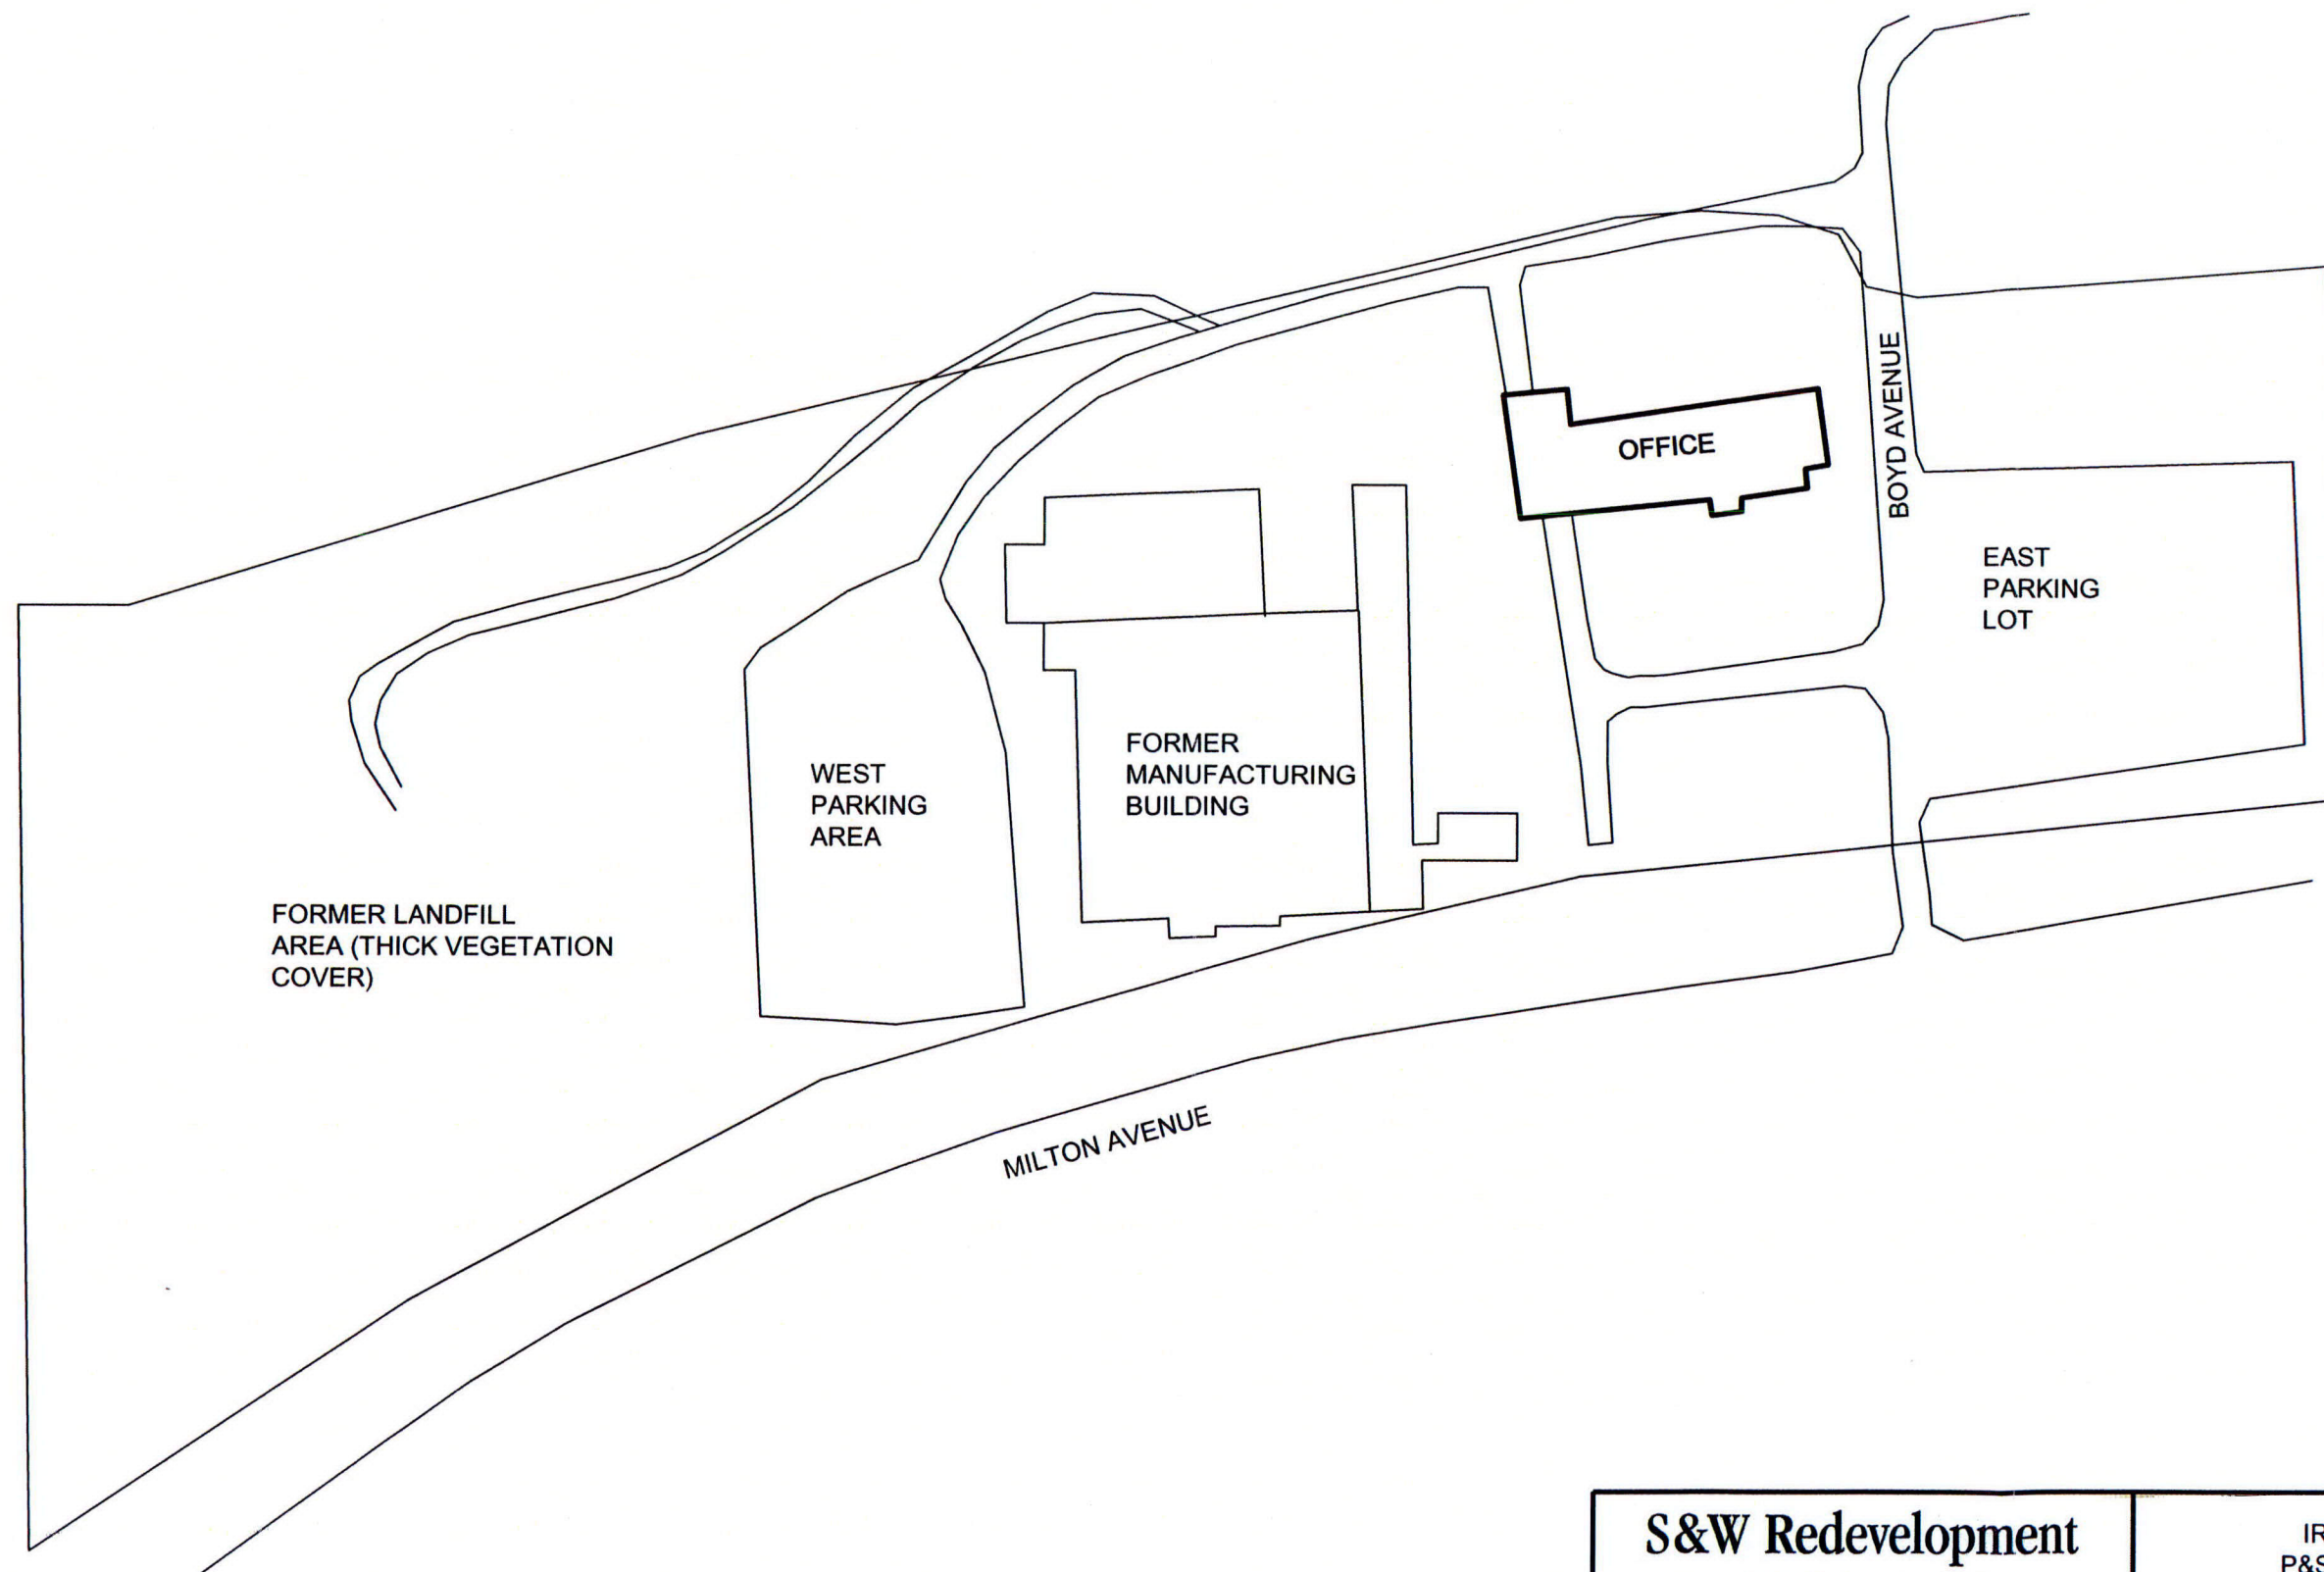 OFFICE
BOYD AVENUE
EAST
PARKING
LOT
FORMER
MANUFACTURING
BUILDING
WEST
PARKING
AREA
FORMER LANDFILL
AREA (THICK VEGETATION
COVER)
MILTON AVENUE
S&W Redevelopment